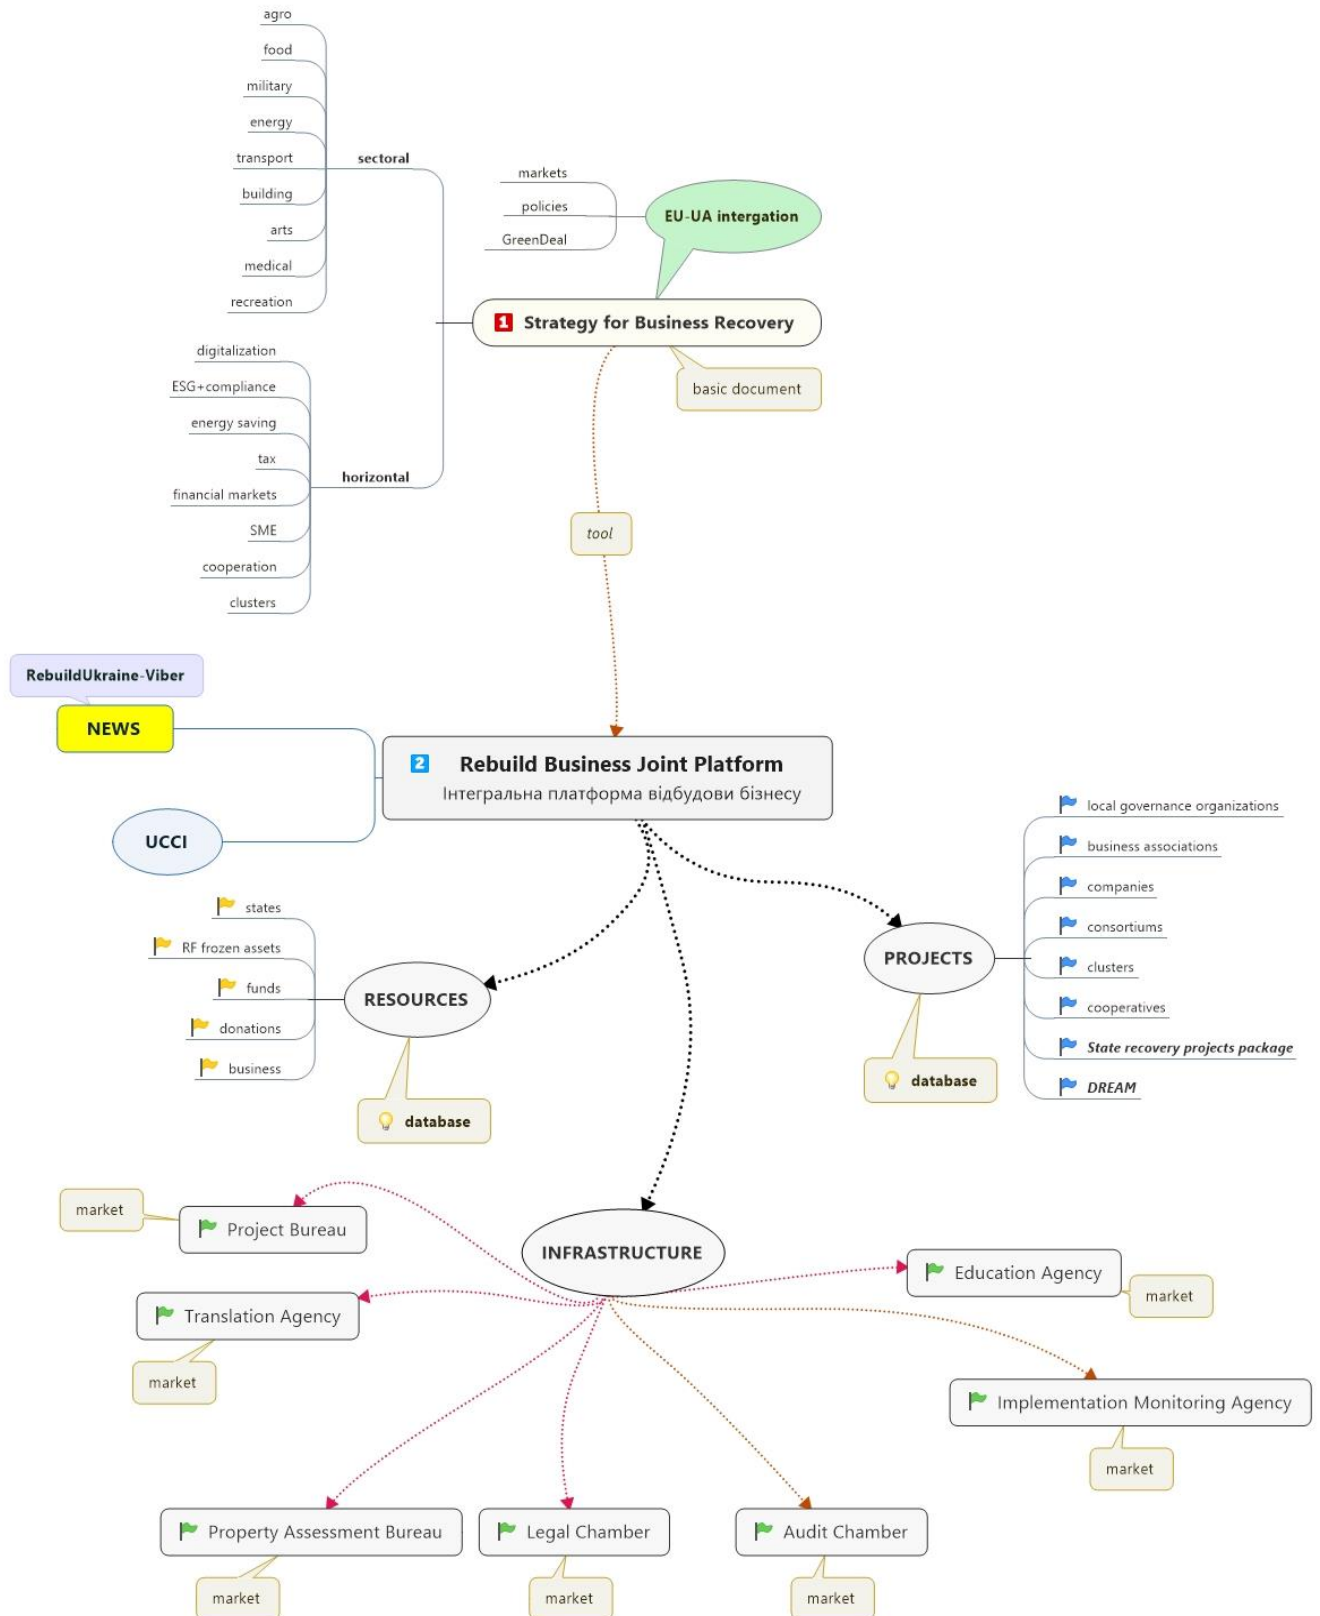 agro
food
military
energy
transport
building
arts
medical
recreation
sectoral
digitalization
ESG+compliance
energy saving
tax
financial markets
SME
cooperation
clusters
horizontal
markets
policies
GreenDeal
EU-UA intergation
1 Strategy for Business Recovery
basic document
tool
RebuildUkraine-Viber
NEWS
UCCI
2 Rebuild Business Joint Platform
Інтегральна платформа відбудови бізнесу
states
RF frozen assets
funds
donations
business
RESOURCES
database
PROJECTS
database
local governance organizations
business associations
companies
consortiums
clusters
cooperatives
State recovery projects package
DREAM
INFRASTRUCTURE
market
Project Bureau
Translation Agency
market
Education Agency
market
Implementation Monitoring Agency
market
Property Assessment Bureau
market
Legal Chamber
market
Audit Chamber
market